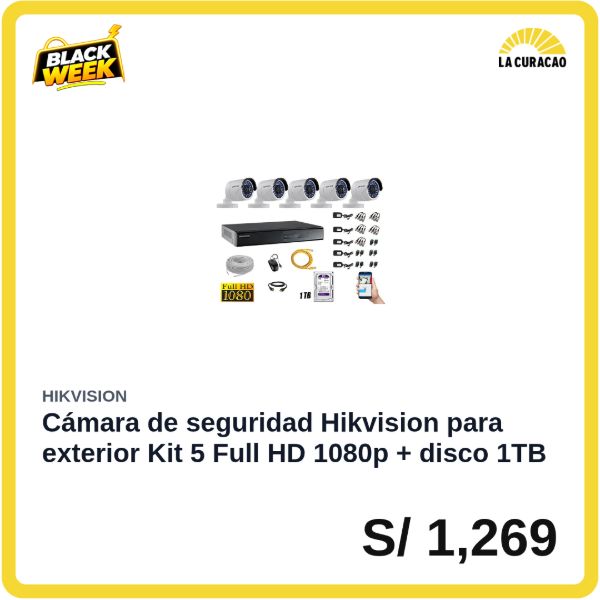 BLACK
WEEK
LA CURACAO
Full HD
1080
1TB
HIKVISION
Cámara de seguridad Hikvision para
exterior Kit 5 Full HD 1080p + disco 1TB
S/ 1,269